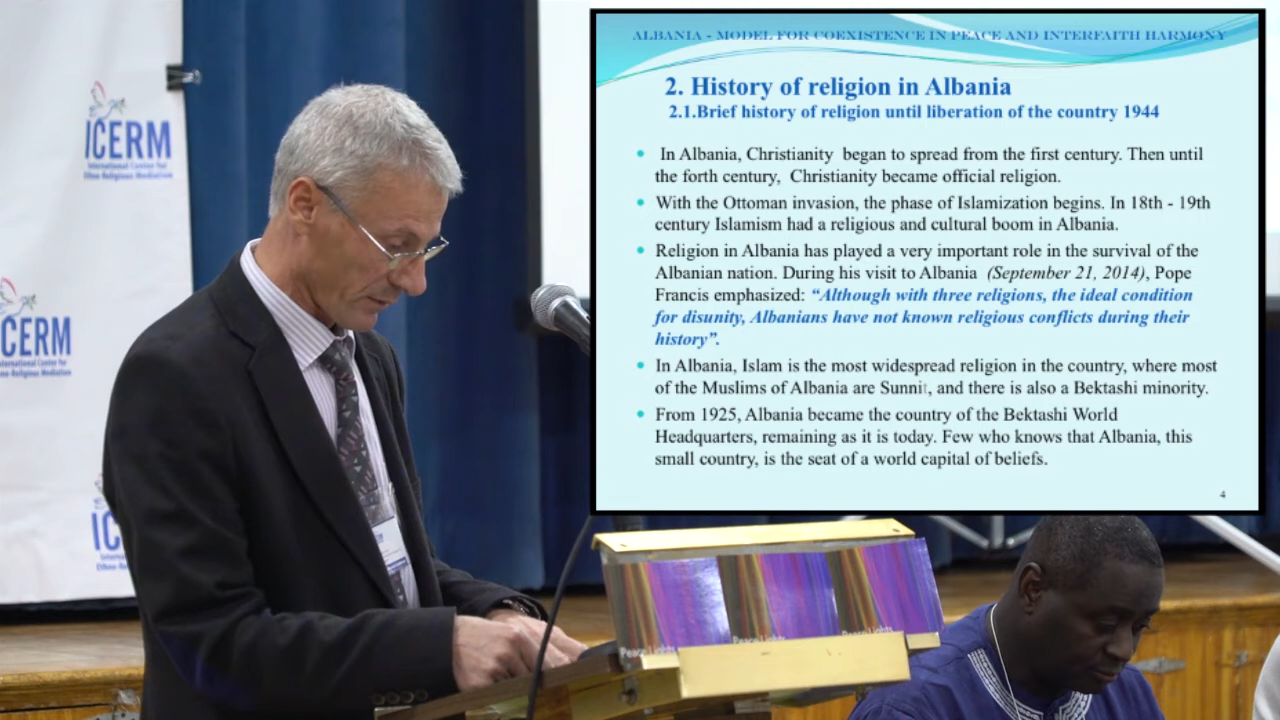 ICERM
International Center for
Ethno-Religious Mediation
ICERM
International Center for
Ethno-Religious Mediation
IC
ALBANIA - MODEL FOR COEXISTENCE IN PEACE AND INTERFAITH HARMONY
2. History of religion in Albania
2.1.Brief history of religion until liberation of the country 1944
• In Albania, Christianity began to spread from the first century. Then until
the forth century, Christianity became official religion.
• With the Ottoman invasion, the phase of Islamization begins. In 18th - 19th
century Islamism had a religious and cultural boom in Albania.
• Religion in Albania has played a very important role in the survival of the
Albanian nation. During his visit to Albania (September 21, 2014), Pope
Francis emphasized: “Although with three religions, the ideal condition
for disunity, Albanians have not known religious conflicts during their
history”.
• In Albania, Islam is the most widespread religion in the country, where most
of the Muslims of Albania are Sunnit, and there is also a Bektashi minority.
• From 1925, Albania became the country of the Bektashi World
Headquarters, remaining as it is today. Few who knows that Albania, this
small country, is the seat of a world capital of beliefs.
4
Peace Lights
Peace Lights
Peace Lights